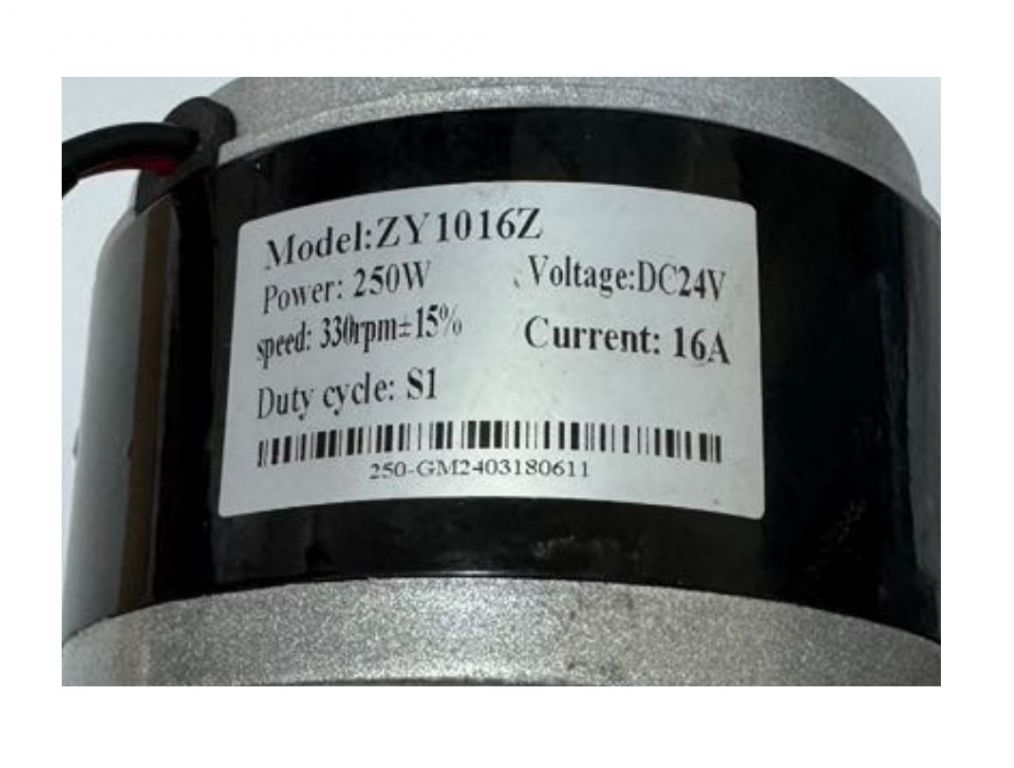 Model:ZY1016Z
Power: 250W
Voltage:DC24V
speed: 330rpm±15%
Current: 16A
Duty cycle: S1
250-GM2403180611